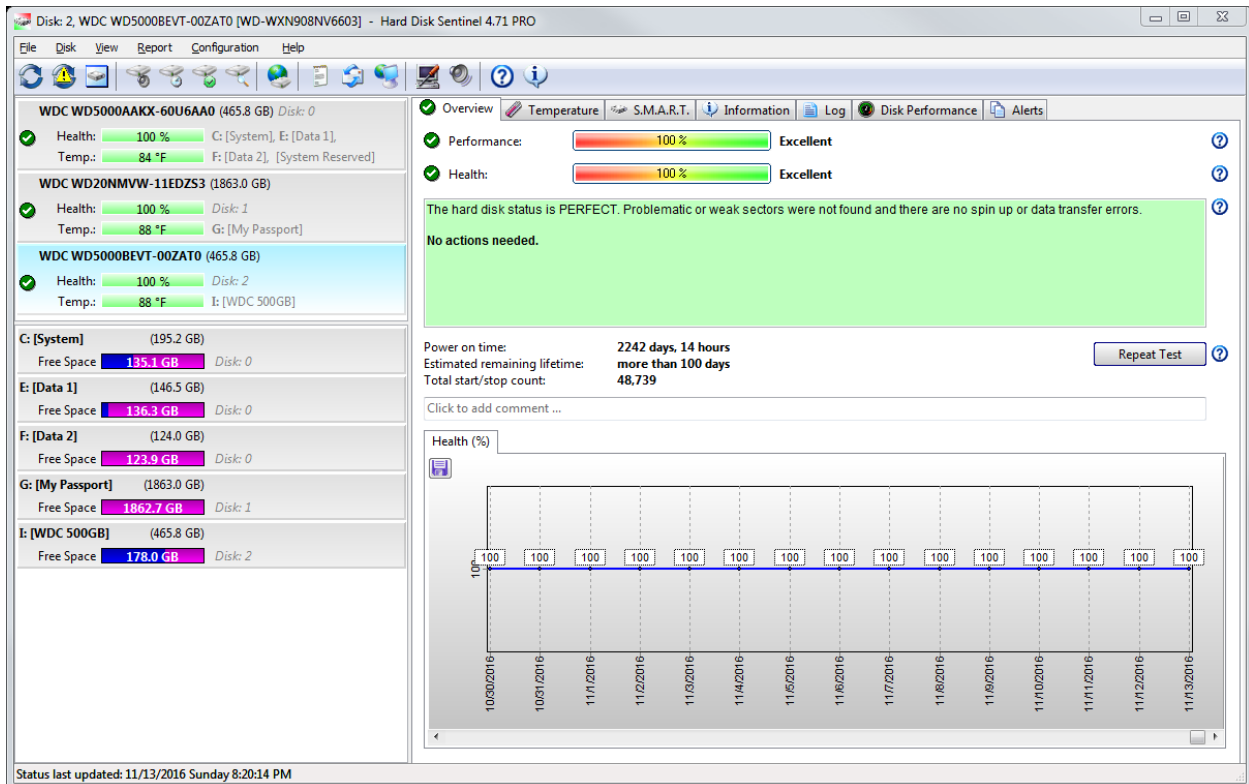 Disk: 2, WDC WD5000BEVT-00ZAT0 [WD-WXN908NV6603] - Hard Disk Sentinel 4.71 PRO
File Disk View Report Configuration Help
WDC WD5000AAKX-60U6AA0 (465.8 GB) Disk: 0
Health: 100 % C: [System], E: [Data 1],
Temp.: 84 °F F: [Data 2], [System Reserved]
WDC WD20NMVW-11EDZS3 (1863.0 GB)
Health: 100 % Disk: 1
Temp.: 88 °F G: [My Passport]
WDC WD5000BEVT-00ZAT0 (465.8 GB)
Health: 100 % Disk: 2
Temp.: 88 °F I: [WDC 500GB]
C: [System] (195.2 GB)
Free Space 135.1 GB Disk: 0
E: [Data 1] (146.5 GB)
Free Space 136.3 GB Disk: 0
F: [Data 2] (124.0 GB)
Free Space 123.9 GB Disk: 0
G: [My Passport] (1863.0 GB)
Free Space 1862.7 GB Disk: 1
I: [WDC 500GB] (465.8 GB)
Free Space 178.0 GB Disk: 2
Overview Temperature S.M.A.R.T. Information Log Disk Performance Alerts
Performance: 100 % Excellent
Health: 100 % Excellent
The hard disk status is PERFECT. Problematic or weak sectors were not found and there are no spin up or data transfer errors.
No actions needed.
Power on time: 2242 days, 14 hours
Estimated remaining lifetime: more than 100 days
Total start/stop count: 48,739
Repeat Test
Click to add comment ...
Health (%)
100 100 100 100 100 100 100 100 100 100 100 100 100 100 100
100
10/30/2016 10/31/2016 11/1/2016 11/2/2016 11/3/2016 11/4/2016 11/5/2016 11/6/2016 11/7/2016 11/8/2016 11/9/2016 11/10/2016 11/11/2016 11/12/2016 11/13/2016
Status last updated: 11/13/2016 Sunday 8:20:14 PM